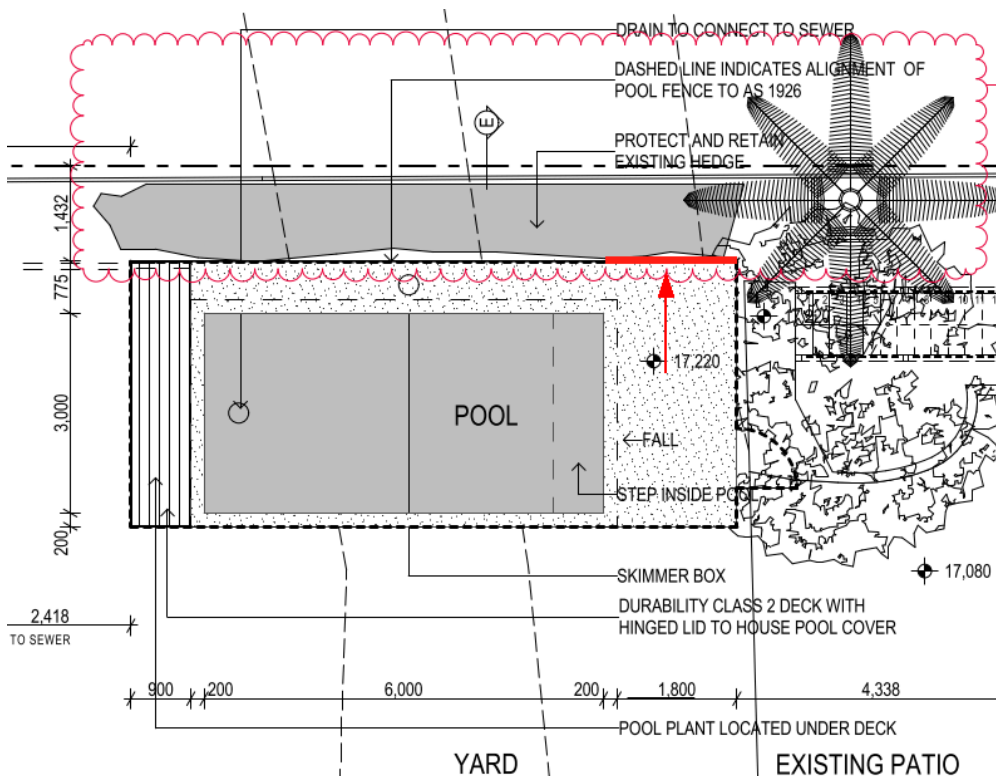 DRAIN TO CONNECT TO SEWER
DASHED LINE INDICATES ALIGNMENT OF
POOL FENCE TO AS 1926
E
PROTECT AND RETAIN
EXISTING HEDGE
1,432
775
3,000
200
17,220
POOL
FALL
STEP INSIDE POOL
17,080
SKIMMER BOX
DURABILITY CLASS 2 DECK WITH
HINGED LID TO HOUSE POOL COVER
2,418
TO SEWER
900
200
6,000
200
1,800
4,338
POOL PLANT LOCATED UNDER DECK
YARD
EXISTING PATIO